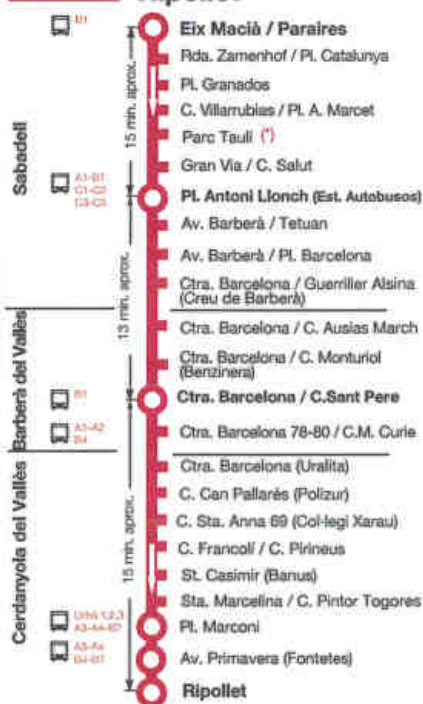 Ripollet
B1
Eix Macià / Paraires
Rda. Zamenhof / Pl. Catalunya
Pl. Granados
C. Villarrubias / Pl. A. Marcet
Parc Taulí (*)
Gran Via / C. Salut
15 min. aprox.
Sabadell
A1-B1
C1-C2
C3-C5
Pl. Antoni Llonch (Est. Autobusos)
Av. Barberà / Tetuan
Av. Barberà / Pl. Barcelona
Ctra. Barcelona / Guerriller Alsina
(Creu de Barberà)
13 min. aprox.
Ctra. Barcelona / C. Ausias March
Ctra. Barcelona / C. Monturiol
(Benzinera)
Barberà del Vallès
B1
Ctra. Barcelona / C.Sant Pere
A1-A2
B4
Ctra. Barcelona 78-80 / C.M. Curie
Ctra. Barcelona (Uralita)
C. Can Pallarès (Polizur)
C. Sta. Anna 69 (Col·legi Xarau)
C. Francolí / C. Pirineus
St. Casimir (Banus)
Sta. Marcelina / C. Pintor Togores
15 min. aprox.
Cerdanyola del Vallès
Urbà 1,2,3
Pl. Marconi
A3-A4
Av. Primavera (Fontetes)
Ripollet